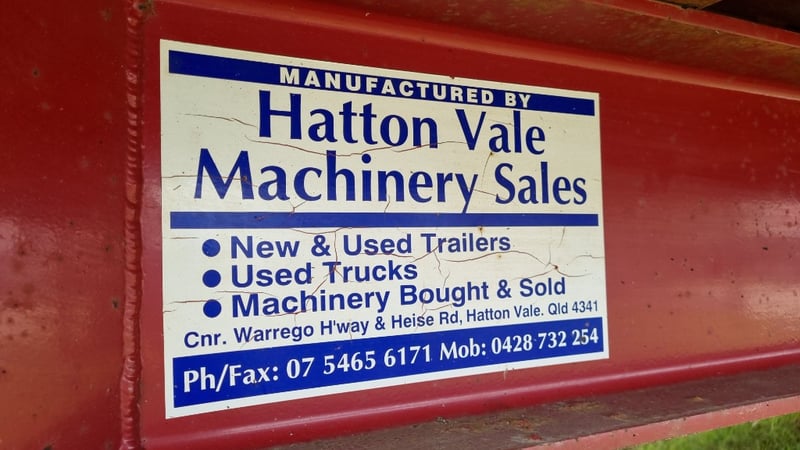 MANUFACTURED BY
Hatton Vale
Machinery Sales
● New & Used Trailers
● Used Trucks
● Machinery Bought & Sold
Cnr. Warrego H'way & Heise Rd, Hatton Vale. Qld 4341
Ph/Fax: 07 5465 6171 Mob: 0428 732 254